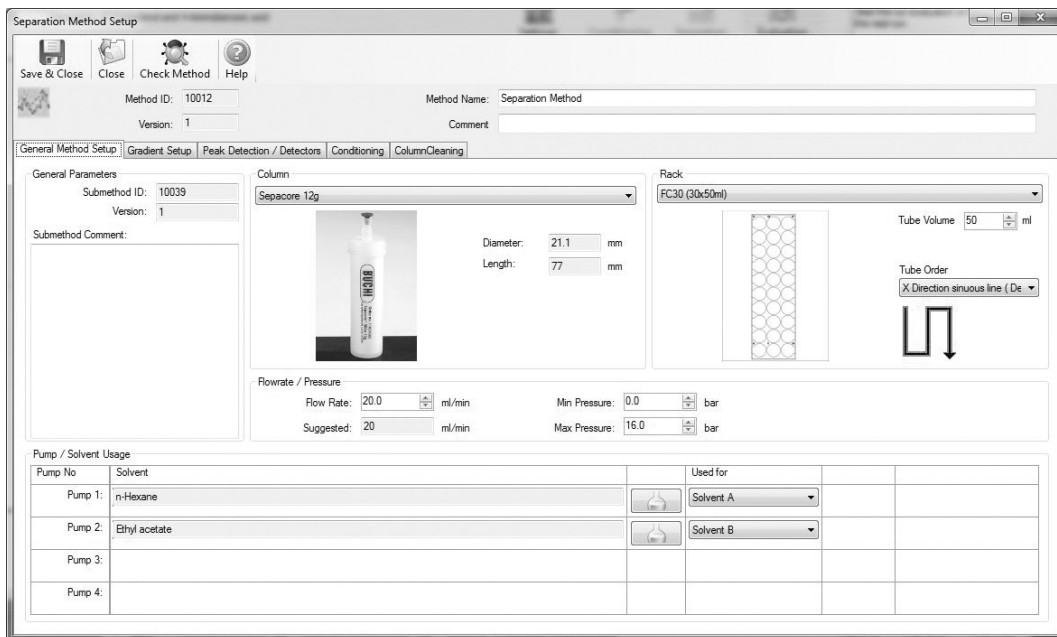 Separation Method Setup
Save & Close
Close
Check Method
Help
Method ID: 10012
Method Name: Separation Method
Version: 1
Comment
General Method Setup
Gradient Setup
Peak Detection / Detectors
Conditioning
ColumnCleaning
General Parameters
Submethod ID: 10039
Version: 1
Submethod Comment:
Column
Sepacore 12g
BUCHI
Diameter: 21.1 mm
Length: 77 mm
Rack
FC30 (30x50ml)
Tube Volume 50 ml
Tube Order
X Direction sinuous line ( De
Flowrate / Pressure
Flow Rate: 20.0 ml/min
Min Pressure: 0.0 bar
Suggested: 20 ml/min
Max Pressure: 16.0 bar
Pump / Solvent Usage
Pump No Solvent Used for
Pump 1: n-Hexane Solvent A
Pump 2: Ethyl acetate Solvent B
Pump 3:
Pump 4: